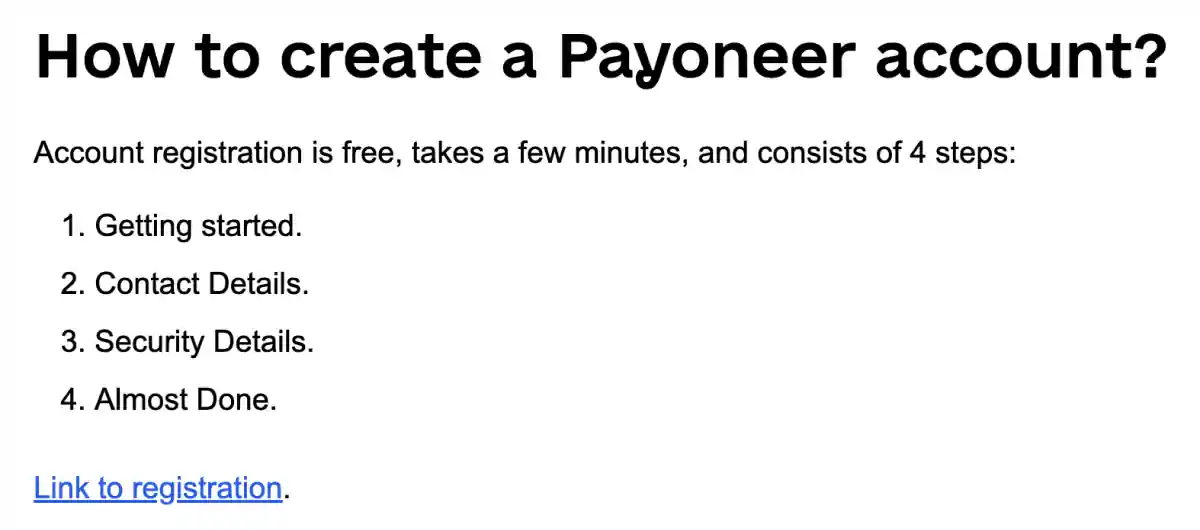 How to create a Payoneer account?
Account registration is free, takes a few minutes, and consists of 4 steps:
1. Getting started.
2. Contact Details.
3. Security Details.
4. Almost Done.
Link to registration.